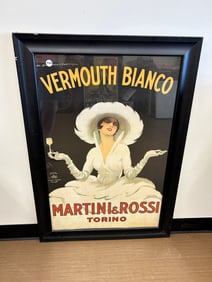 VERMOUTH BIANCO
MARTINI & ROSSI
TORINO